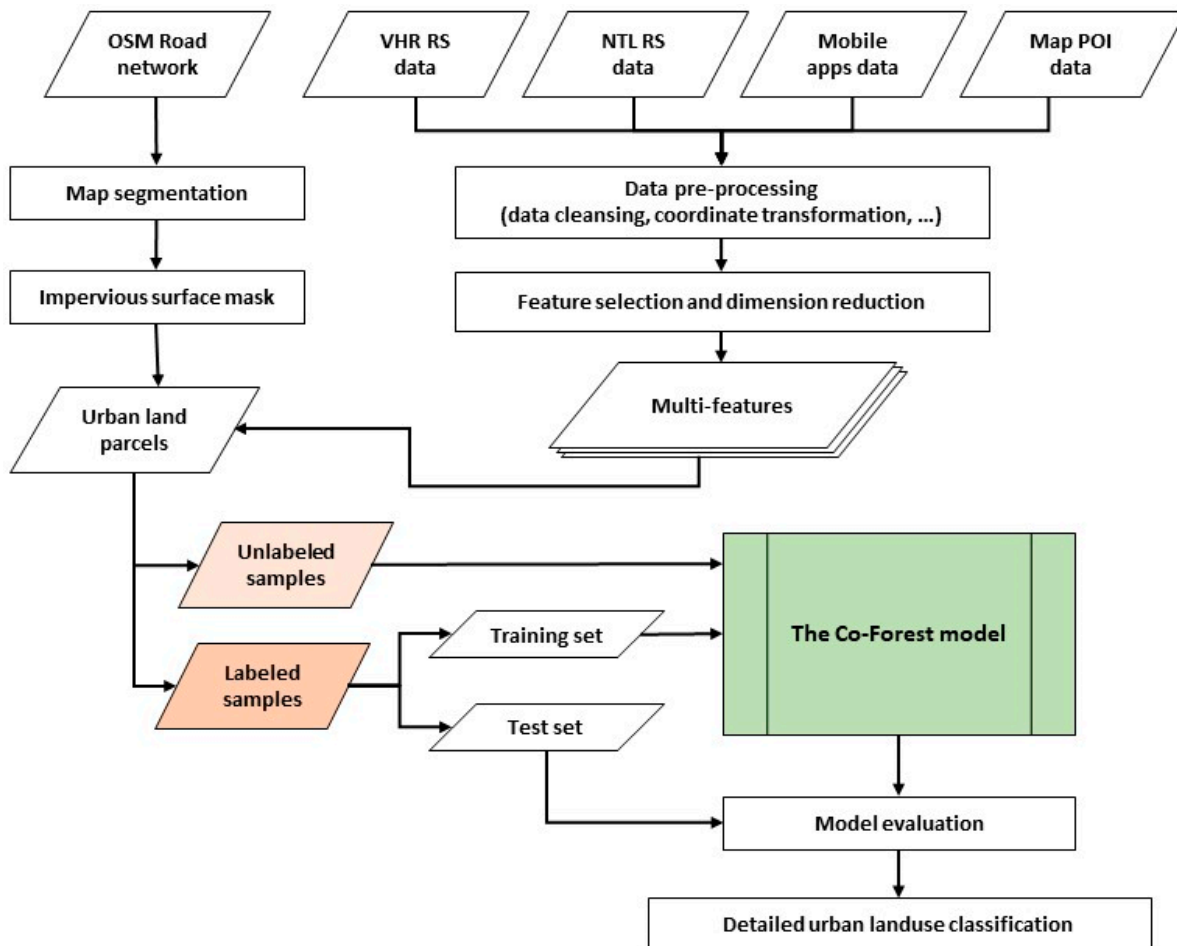 OSM Road
network
VHR RS
data
NTL RS
data
Mobile
apps data
Map POI
data
Map segmentation
Data pre-processing
(data cleansing, coordinate transformation, ...)
Impervious surface mask
Feature selection and dimension reduction
Urban land
parcels
Multi-features
Unlabeled
samples
Labeled
samples
Training set
Test set
The Co-Forest model
Model evaluation
Detailed urban landuse classification